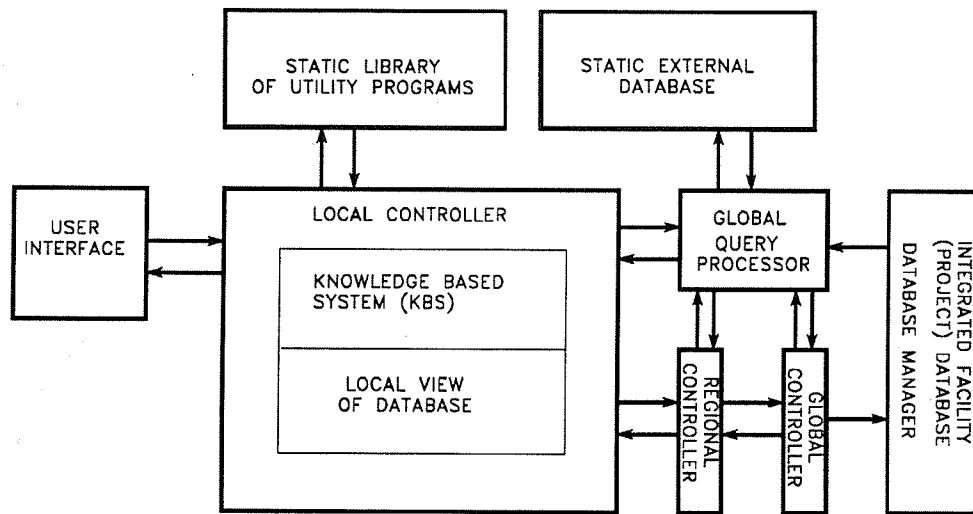 STATIC LIBRARY
OF UTILITY PROGRAMS
STATIC EXTERNAL
DATABASE
USER
INTERFACE
LOCAL CONTROLLER
KNOWLEDGE BASED
SYSTEM (KBS)
LOCAL VIEW
OF DATABASE
GLOBAL
QUERY
PROCESSOR
REGIONAL
CONTROLLER
GLOBAL
CONTROLLER
INTEGRATED FACILITY
(PROJECT) DATABASE
DATABASE MANAGER